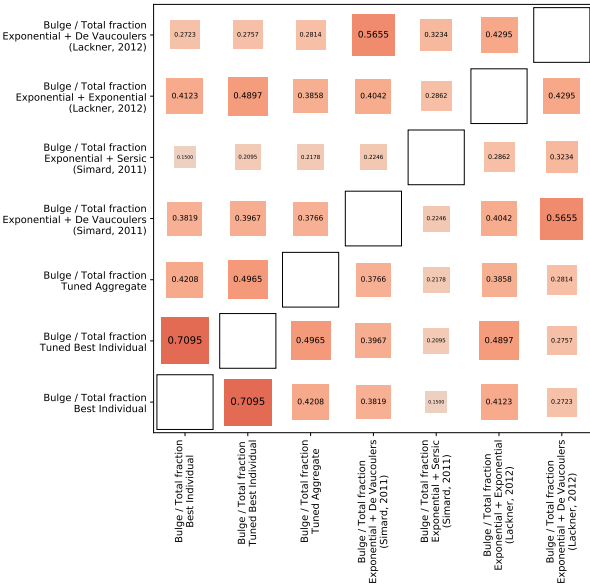 Bulge / Total fraction
Exponential + De Vaucoulers
(Lackner, 2012)
0.2723 0.2757 0.2814 0.5655 0.3234 0.4295
Bulge / Total fraction
Exponential + Exponential
(Lackner, 2012)
0.4123 0.4897 0.3858 0.4042 0.2862 0.4295
Bulge / Total fraction
Exponential + Sersic
(Simard, 2011)
0.1500 0.2095 0.2178 0.2246 0.2862 0.3234
Bulge / Total fraction
Exponential + De Vaucoulers
(Simard, 2011)
0.3819 0.3967 0.3766 0.2246 0.4042 0.5655
Bulge / Total fraction
Tuned Aggregate
0.4208 0.4965 0.3766 0.2178 0.3858 0.2814
Bulge / Total fraction
Tuned Best Individual
0.7095 0.4965 0.3967 0.2095 0.4897 0.2757
Bulge / Total fraction
Best Individual
0.7095 0.4208 0.3819 0.1500 0.4123 0.2723
Bulge / Total fraction
Best Individual
Bulge / Total fraction
Tuned Best Individual
Bulge / Total fraction
Tuned Aggregate
Bulge / Total fraction
Exponential + De Vaucoulers
(Simard, 2011)
Bulge / Total fraction
Exponential + Sersic
(Simard, 2011)
Bulge / Total fraction
Exponential + Exponential
(Lackner, 2012)
Bulge / Total fraction
Exponential + De Vaucoulers
(Lackner, 2012)